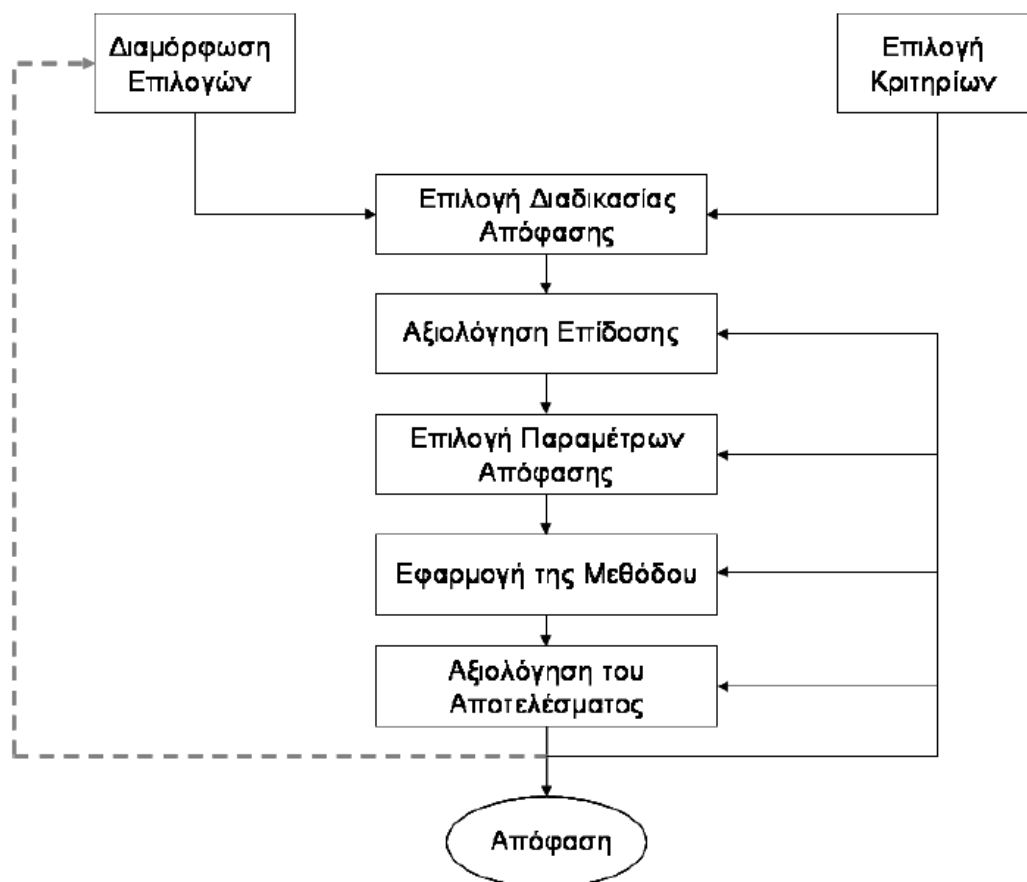 Διαμόρφωση
Επιλογών
Επιλογή
Κριτηρίων
Επιλογή Διαδικασίας
Απόφασης
Αξιολόγηση Επίδοσης
Επιλογή Παραμέτρων
Απόφασης
Εφαρμογή της Μεθόδου
Αξιολόγηση του
Αποτελέσματος
Απόφαση